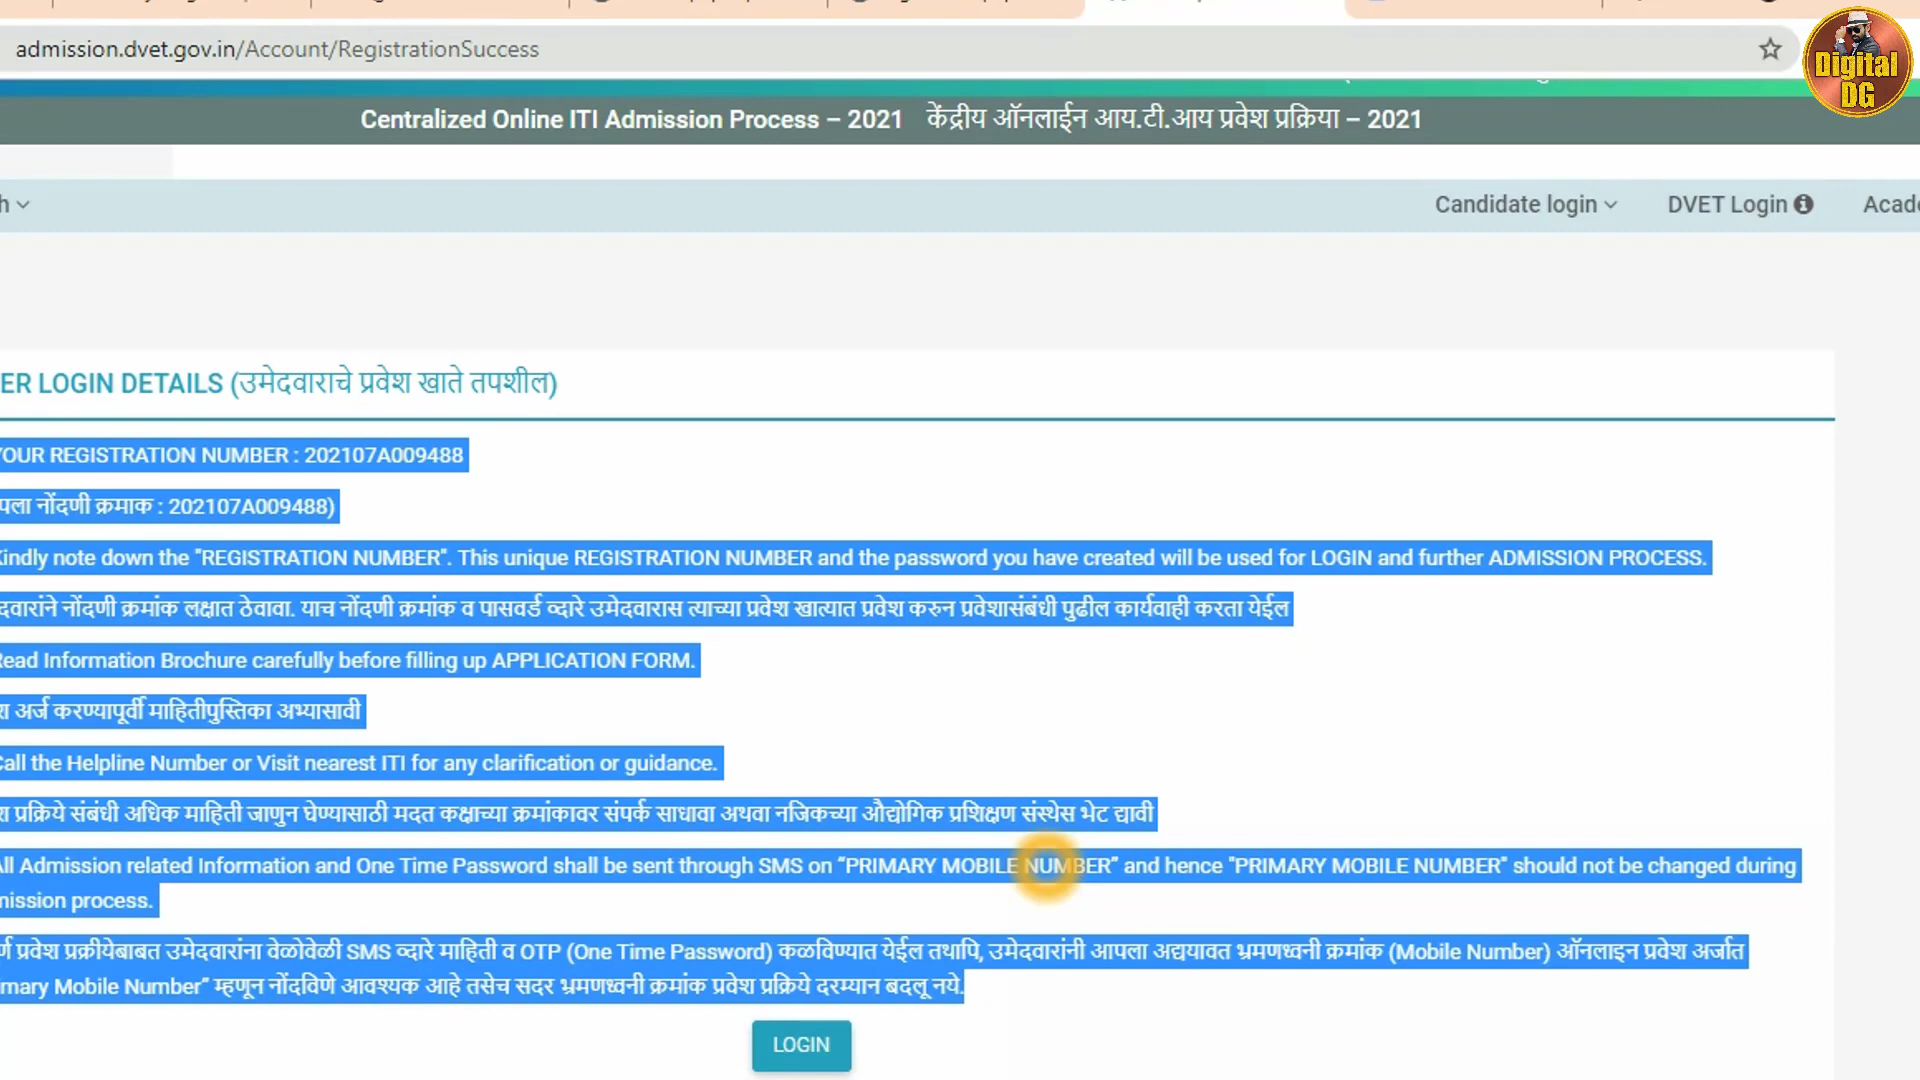 admission.dvet.gov.in/Account/RegistrationSuccess
Digital
DG
Centralized Online ITI Admission Process – 2021 केंद्रीय ऑनलाईन आय.टी.आय प्रवेश प्रक्रिया – 2021
h
Candidate login DVET Login Acad
ER LOGIN DETAILS (उमेदवाराचे प्रवेश खाते तपशील)
YOUR REGISTRATION NUMBER : 202107A009488
पला नोंदणी क्रमाक : 202107A009488)
Kindly note down the "REGISTRATION NUMBER". This unique REGISTRATION NUMBER and the password you have created will be used for LOGIN and further ADMISSION PROCESS.
दवारांने नोंदणी क्रमांक लक्षात ठेवावा. याच नोंदणी क्रमांक व पासवर्ड व्दारे उमेदवारास त्याच्या प्रवेश खात्यात प्रवेश करुन प्रवेशासंबंधी पुढील कार्यवाही करता येईल
Read Information Brochure carefully before filling up APPLICATION FORM.
श अर्ज करण्यापूर्वी माहितीपुस्तिका अभ्यासावी
Call the Helpline Number or Visit nearest ITI for any clarification or guidance.
श प्रक्रिये संबंधी अधिक माहिती जाणुन घेण्यासाठी मदत कक्षाच्या क्रमांकावर संपर्क साधावा अथवा नजिकच्या औद्योगिक प्रशिक्षण संस्थेस भेट द्यावी
All Admission related Information and One Time Password shall be sent through SMS on “PRIMARY MOBILE NUMBER” and hence "PRIMARY MOBILE NUMBER" should not be changed during
mission process.
र्ण प्रवेश प्रक्रीयेबाबत उमेदवारांना वेळोवेळी SMS व्दारे माहिती व OTP (One Time Password) कळविण्यात येईल तथापि, उमेदवारांनी आपला अद्ययावत भ्रमणध्वनी क्रमांक (Mobile Number) ऑनलाइन प्रवेश अर्जात
imary Mobile Number” म्हणून नोंदविणे आवश्यक आहे तसेच सदर भ्रमणध्वनी क्रमांक प्रवेश प्रक्रिये दरम्यान बदलू नये.
LOGIN